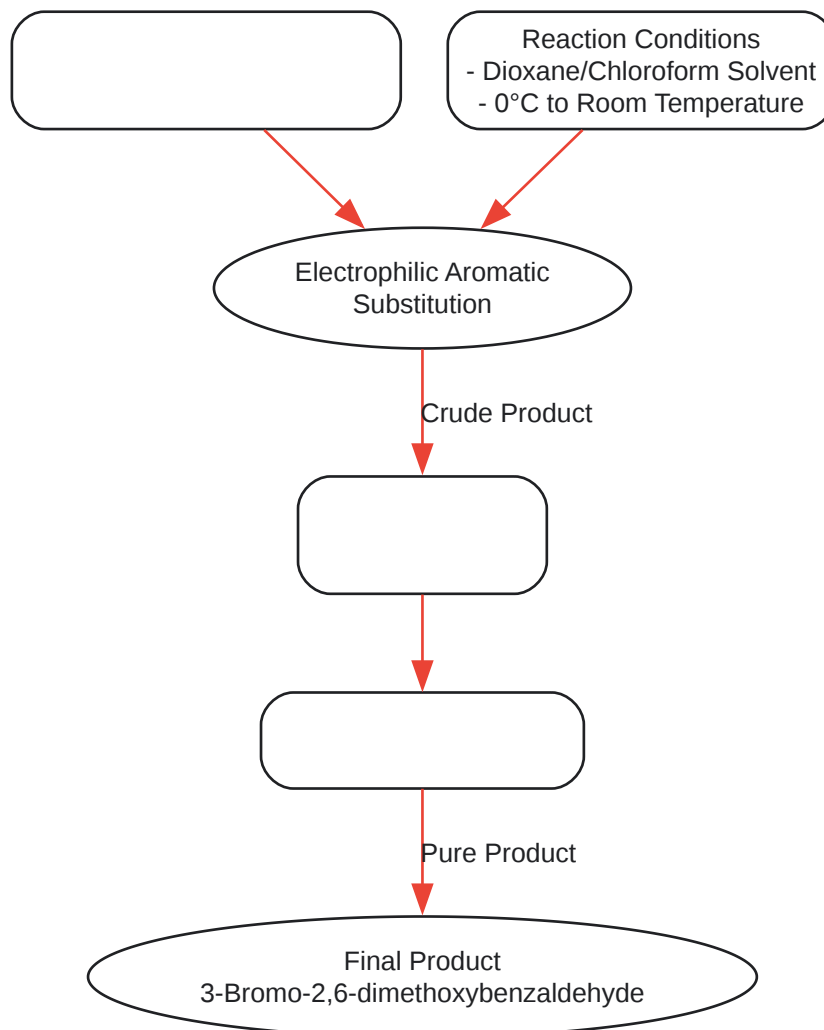 Reaction Conditions
- Dioxane/Chloroform Solvent
- 0°C to Room Temperature
Electrophilic Aromatic
Substitution
Crude Product
Pure Product
Final Product
3-Bromo-2,6-dimethoxybenzaldehyde